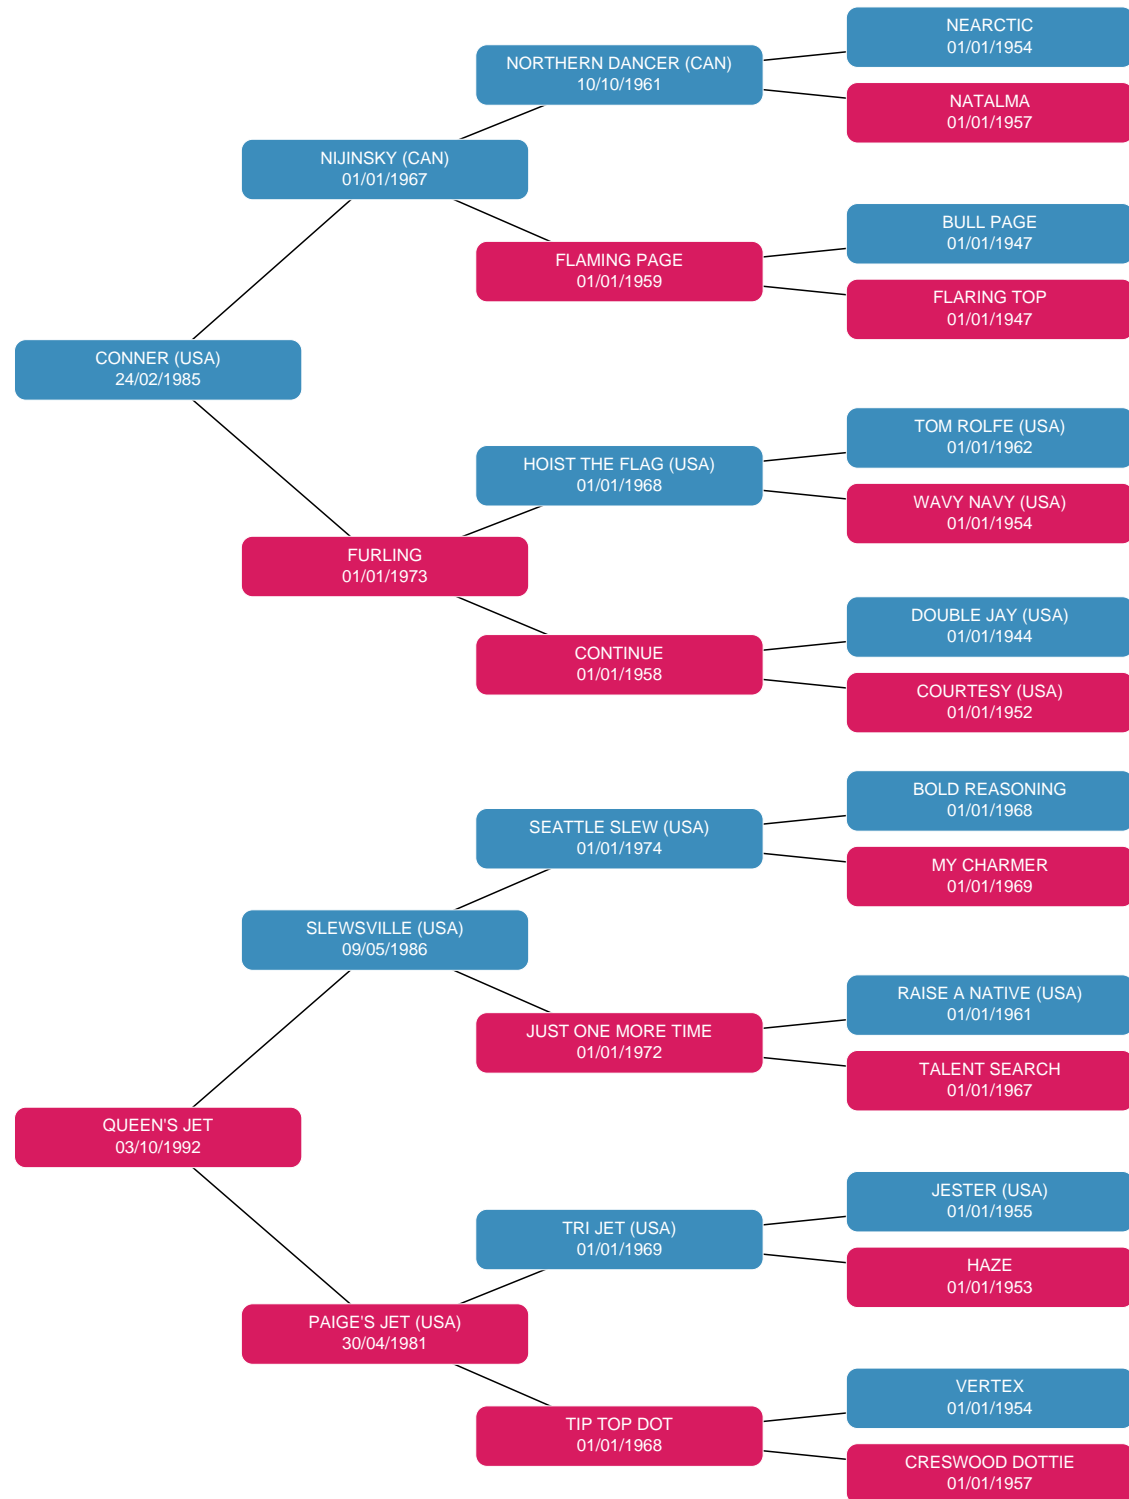 NEARCTIC
01/01/1954
NORTHERN DANCER (CAN)
10/10/1961
NATALMA
01/01/1957
NIJINSKY (CAN)
01/01/1967
BULL PAGE
01/01/1947
FLAMING PAGE
01/01/1959
FLARING TOP
01/01/1947
CONNER (USA)
24/02/1985
TOM ROLFE (USA)
01/01/1962
HOIST THE FLAG (USA)
01/01/1968
WAVY NAVY (USA)
01/01/1954
FURLING
01/01/1973
DOUBLE JAY (USA)
01/01/1944
CONTINUE
01/01/1958
COURTESY (USA)
01/01/1952
BOLD REASONING
01/01/1968
SEATTLE SLEW (USA)
01/01/1974
MY CHARMER
01/01/1969
SLEWSVILLE (USA)
09/05/1986
RAISE A NATIVE (USA)
01/01/1961
JUST ONE MORE TIME
01/01/1972
TALENT SEARCH
01/01/1967
QUEEN'S JET
03/10/1992
JESTER (USA)
01/01/1955
TRI JET (USA)
01/01/1969
HAZE
01/01/1953
PAIGE'S JET (USA)
30/04/1981
VERTEX
01/01/1954
TIP TOP DOT
01/01/1968
CRESWOOD DOTTIE
01/01/1957